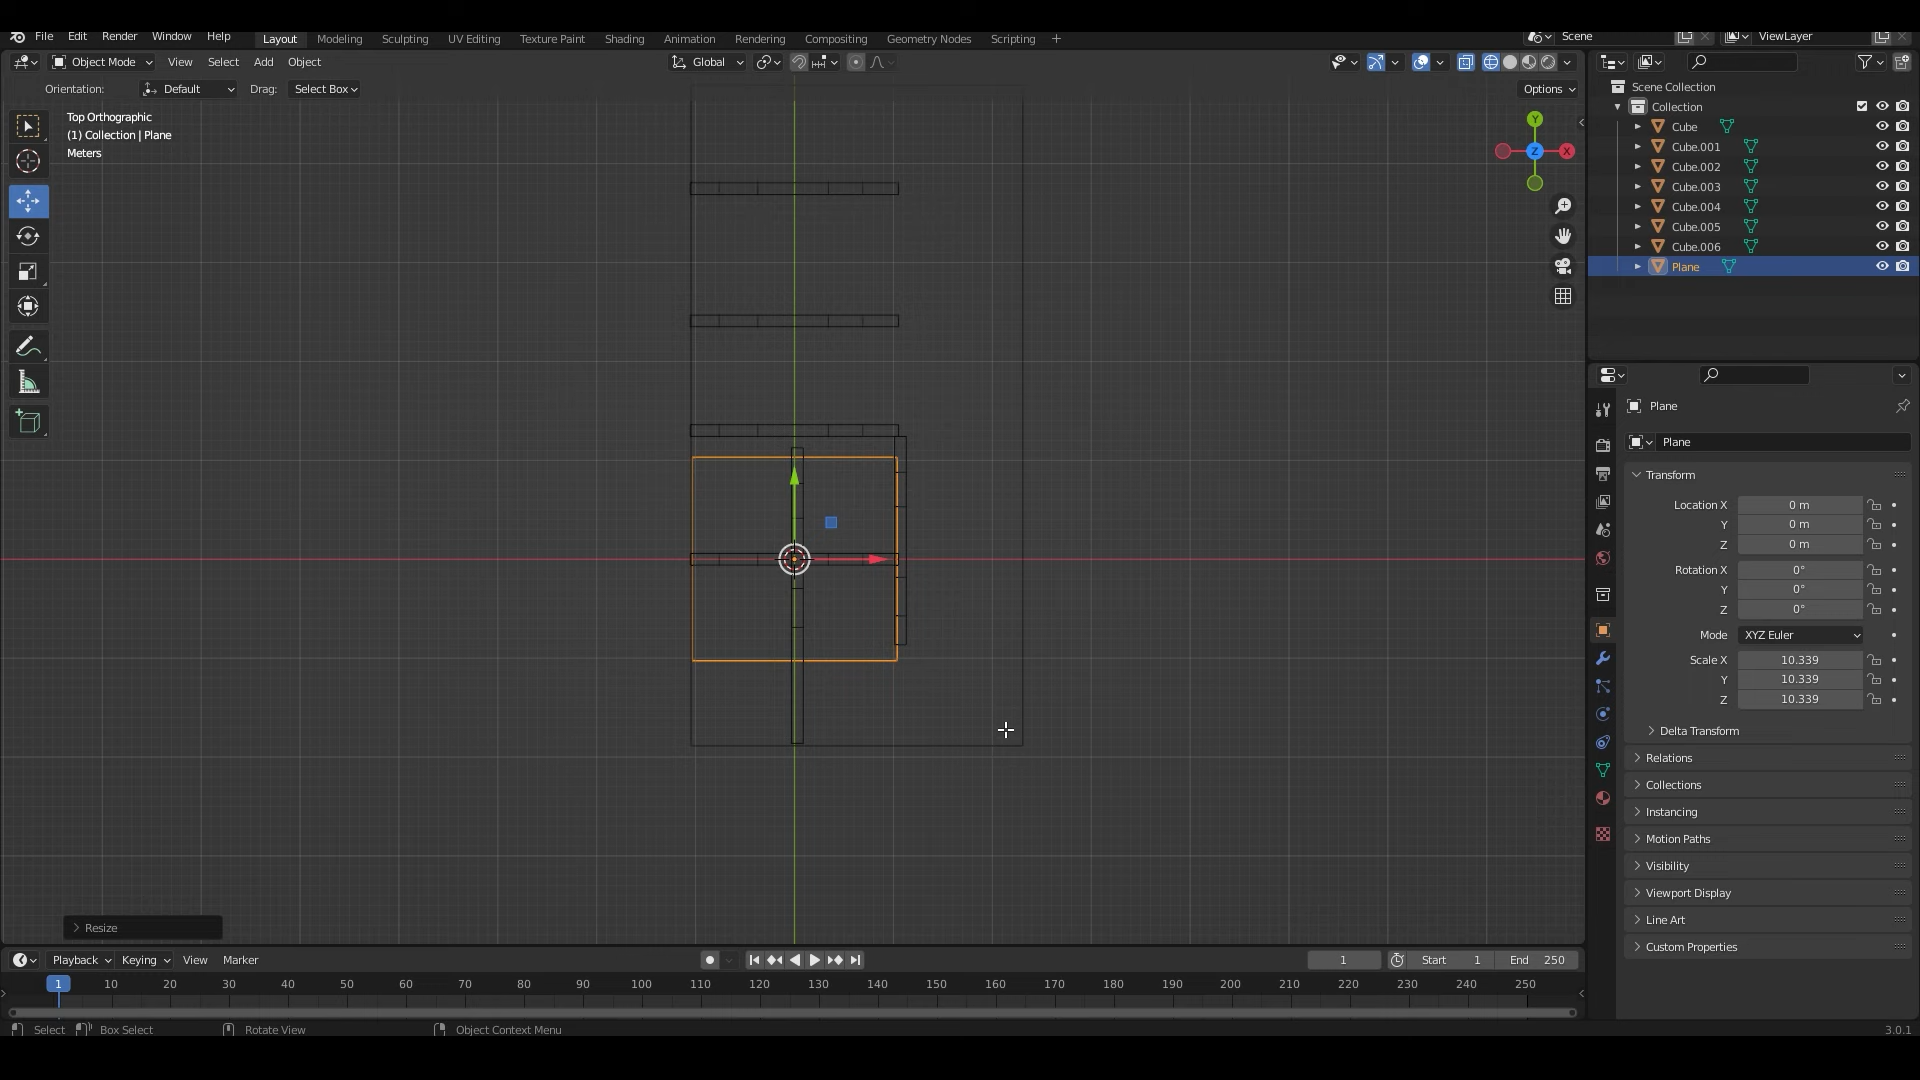 File Edit Render Window Help Layout Modeling Sculpting UV Editing Texture Paint Shading Animation Rendering Compositing Geometry Nodes Scripting + Scene ViewLayer
Object Mode View Select Add Object Global
Orientation: Default Drag: Select Box Options
Top Orthographic
(1) Collection | Plane
Meters
Y
Z
X
Resize
Scene Collection
Collection
Cube
Cube.001
Cube.002
Cube.003
Cube.004
Cube.005
Cube.006
Plane
Plane
Plane
Transform
Location X 0 m
Y 0 m
Z 0 m
Rotation X 0°
Y 0°
Z 0°
Mode XYZ Euler
Scale X 10.339
Y 10.339
Z 10.339
Delta Transform
Relations
Collections
Instancing
Motion Paths
Visibility
Viewport Display
Line Art
Custom Properties
Playback Keying View Marker 1 Start 1 End 250
1 10 20 30 40 50 60 70 80 90 100 110 120 130 140 150 160 170 180 190 200 210 220 230 240 250
Select Box Select Rotate View Object Context Menu 3.0.1